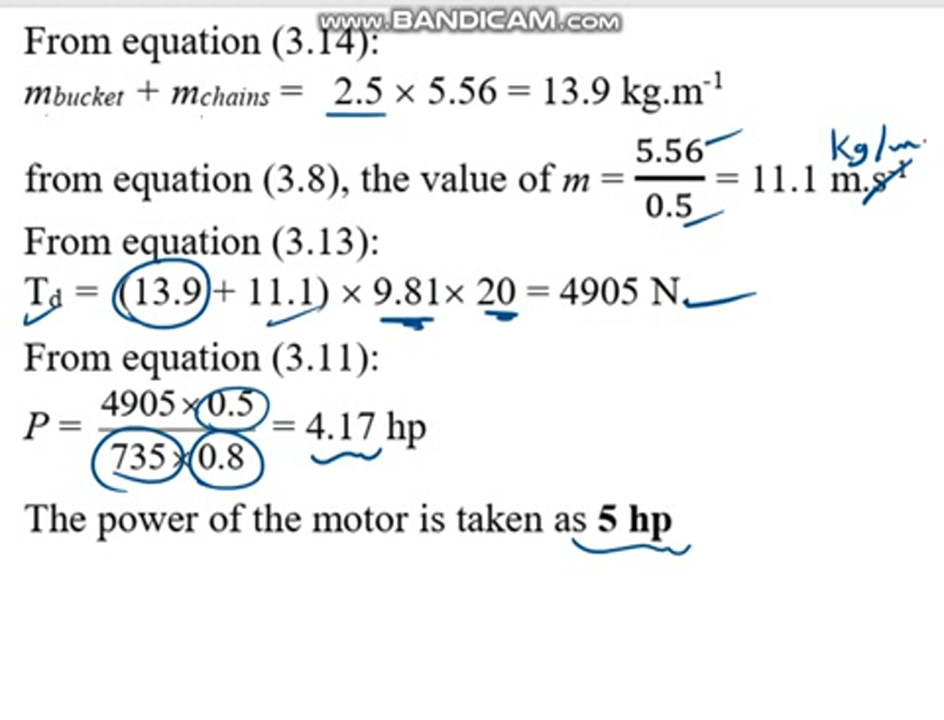 www.BANDICAM.com
From equation (3.14):
m_bucket + m_chains = 2.5 × 5.56 = 13.9 kg.m⁻¹
kg/m.
from equation (3.8), the value of m = 5.56/0.5 = 11.1 m.s⁻¹
From equation (3.13):
T_d = (13.9 + 11.1) × 9.81 × 20 = 4905 N
From equation (3.11):
P = (4905×0.5)/(735×0.8) = 4.17 hp
The power of the motor is taken as 5 hp